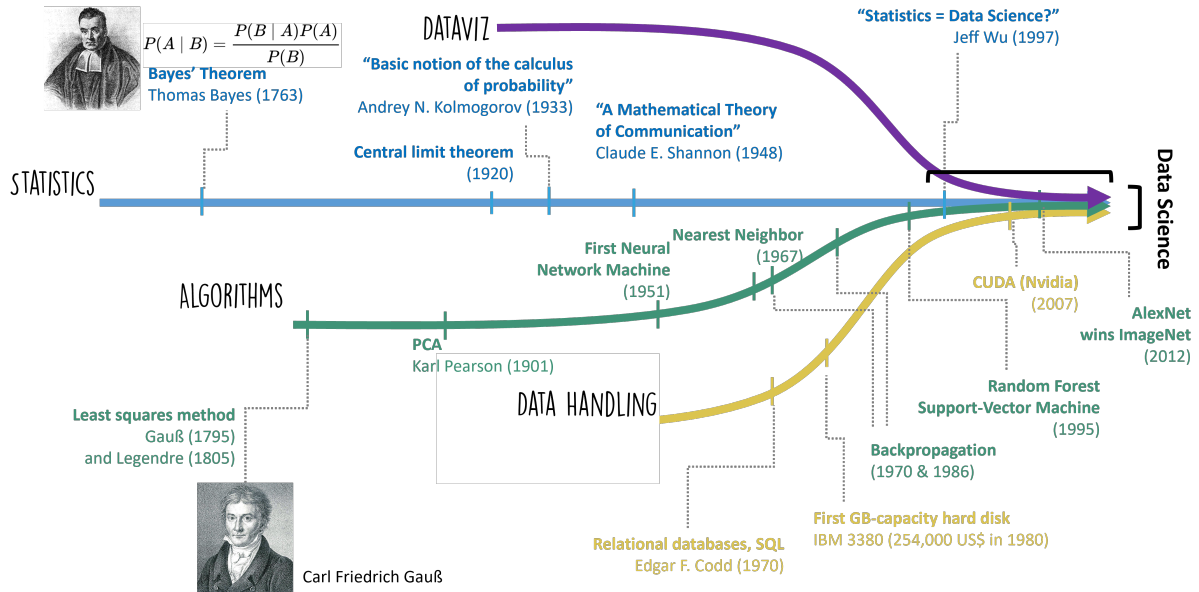 P(A | B) = P(B | A)P(A) / P(B)
Bayes' Theorem
Thomas Bayes (1763)
DATAVIZ
"Basic notion of the calculus
of probability"
Andrey N. Kolmogorov (1933)
"A Mathematical Theory
of Communication"
Claude E. Shannon (1948)
"Statistics = Data Science?"
Jeff Wu (1997)
Central limit theorem
(1920)
STATISTICS
Data Science
ALGORITHMS
First Neural
Network Machine
(1951)
Nearest Neighbor
(1967)
CUDA (Nvidia)
(2007)
AlexNet
wins ImageNet
(2012)
PCA
Karl Pearson (1901)
DATA HANDLING
Random Forest
Support-Vector Machine
(1995)
Least squares method
Gauß (1795)
and Legendre (1805)
Backpropagation
(1970 & 1986)
First GB-capacity hard disk
IBM 3380 (254,000 US$ in 1980)
Relational databases, SQL
Edgar F. Codd (1970)
Carl Friedrich Gauß